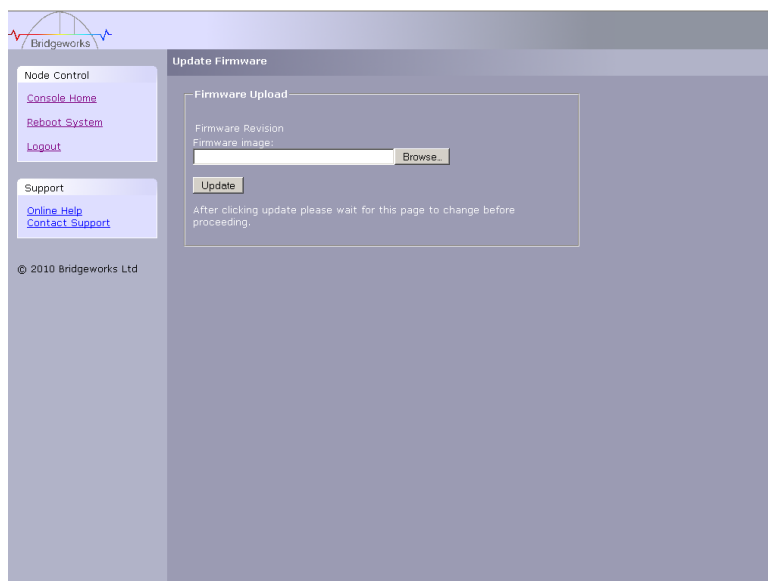 Bridgeworks
Update Firmware
Node Control
Console Home
Reboot System
Logout
Support
Online Help
Contact Support
© 2010 Bridgeworks Ltd
Firmware Upload
Firmware Revision
Firmware image:
Browse...
Update
After clicking update please wait for this page to change before
proceeding.